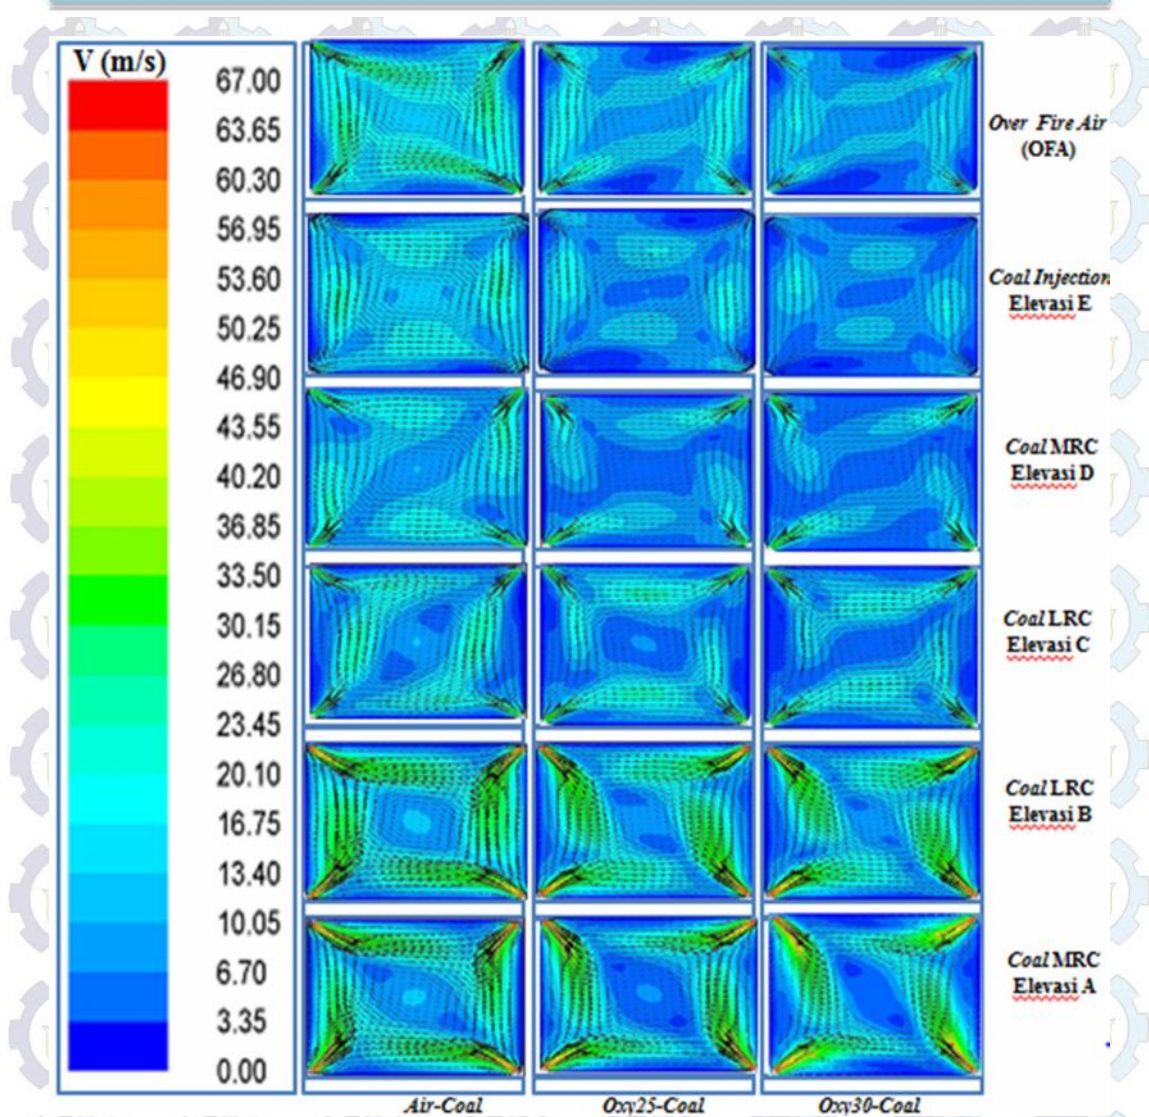 V (m/s)
67.00
63.65
60.30
56.95
53.60
50.25
46.90
43.55
40.20
36.85
33.50
30.15
26.80
23.45
20.10
16.75
13.40
10.05
6.70
3.35
0.00
Over Fire Air
(OFA)
Coal Injection
Elevasi E
Coal MRC
Elevasi D
Coal LRC
Elevasi C
Coal LRC
Elevasi B
Coal MRC
Elevasi A
Air-Coal
Oxy25-Coal
Oxy30-Coal